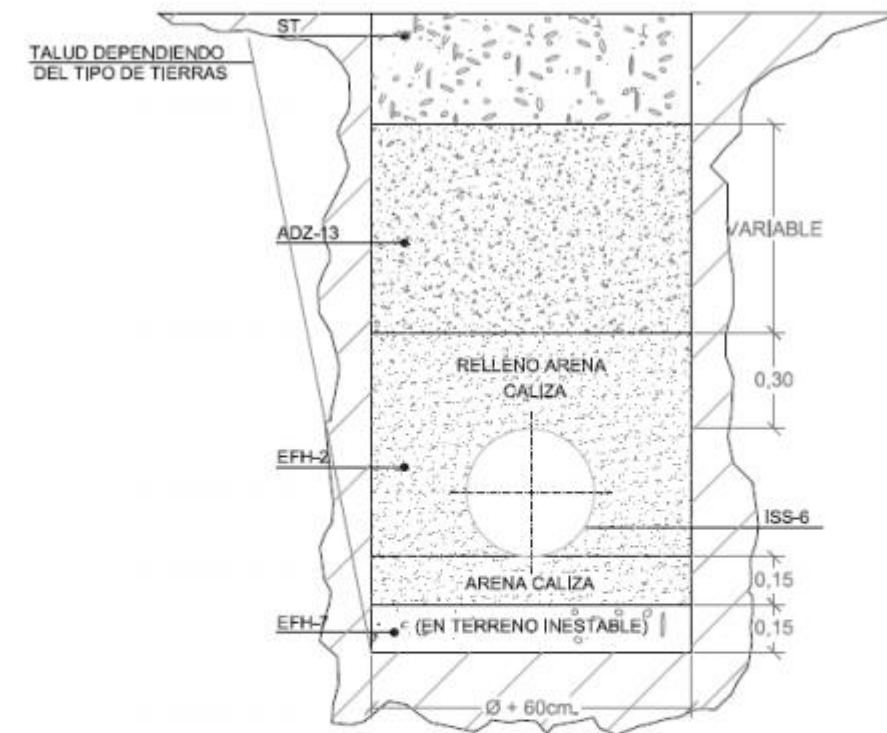 ST
TALUD DEPENDIENDO
DEL TIPO DE TIERRAS
ADZ-13
VARIABLE
RELLENO ARENA
CALIZA
0,30
EFH-2
ISS-6
ARENA CALIZA
0,15
EFH-7
(EN TERRENO INESTABLE)
0,15
Ø + 60cm.